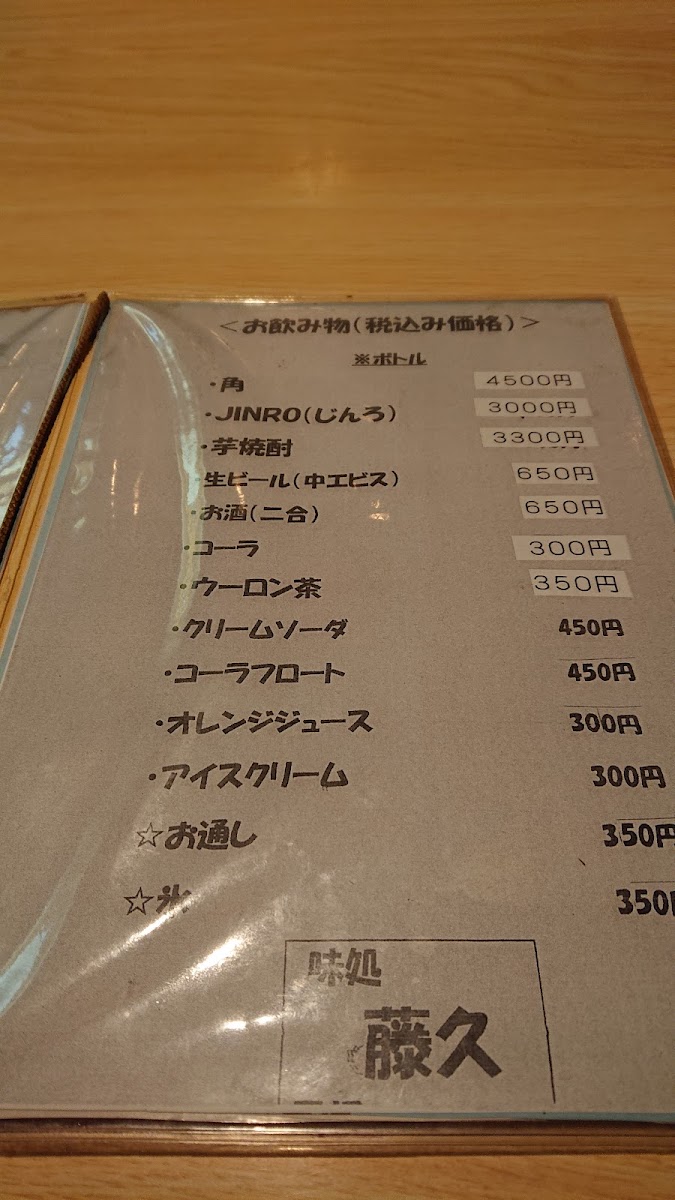 ＜お飲み物(税込み価格)＞
※ボトル
・角 4500円
・JINRO(じんろ) 3000円
・芋焼酎 3300円
生ビール(中エビス) 650円
・お酒(二合) 650円
・コーラ 300円
・ウーロン茶 350円
・クリームソーダ 450円
・コーラフロート 450円
・オレンジジュース 300円
・アイスクリーム 300円
☆お通し 350円
☆氷 350円
味処
藤久